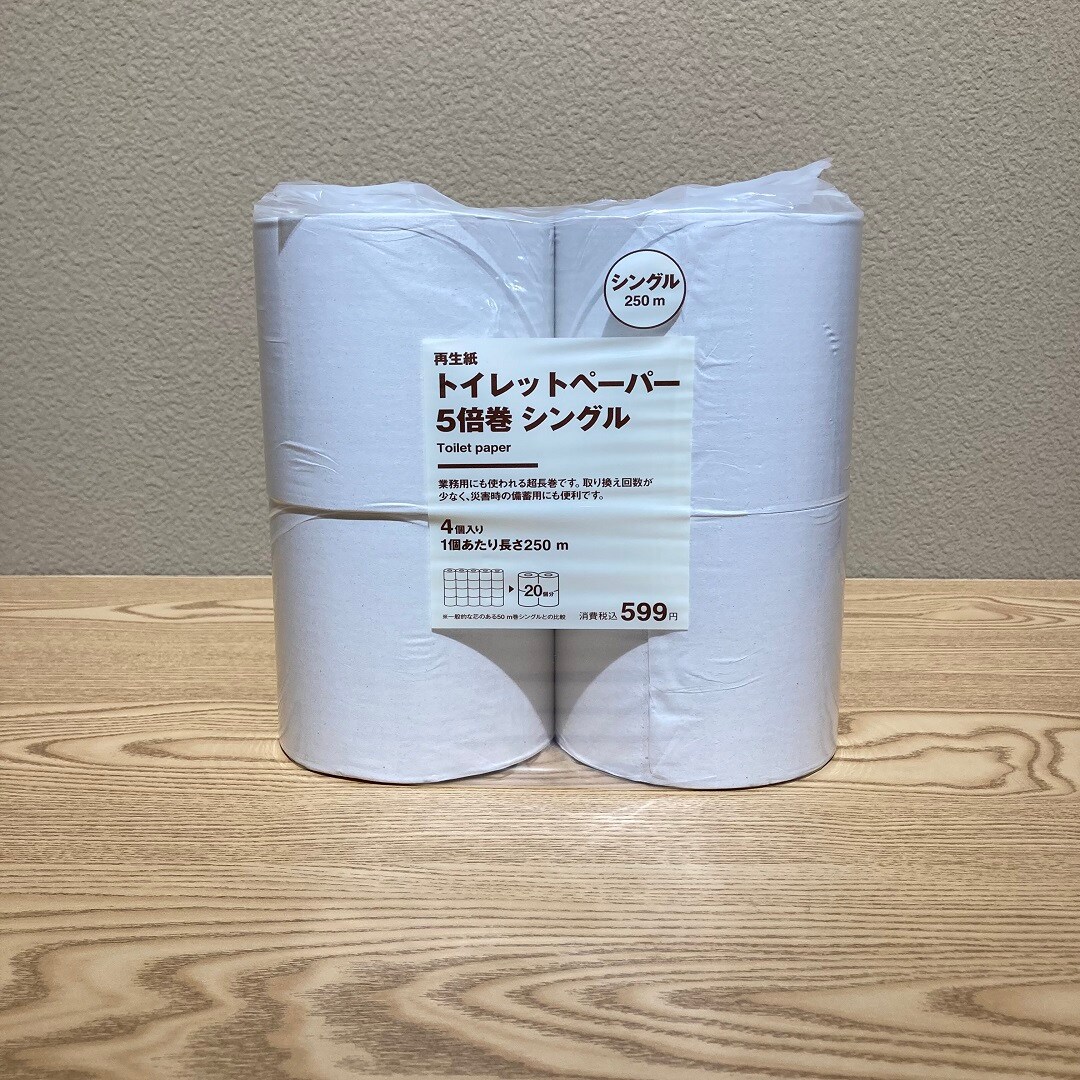 シングル
250 m
再生紙
トイレットペーパー
5倍巻 シングル
Toilet paper
業務用にも使われる超長巻です。取り換え回数が
少なく、災害時の備蓄用にも便利です。
4個入り
1個あたり長さ250 m
20個分
※一般的な芯のある50 m巻シングルとの比較
消費税込599円